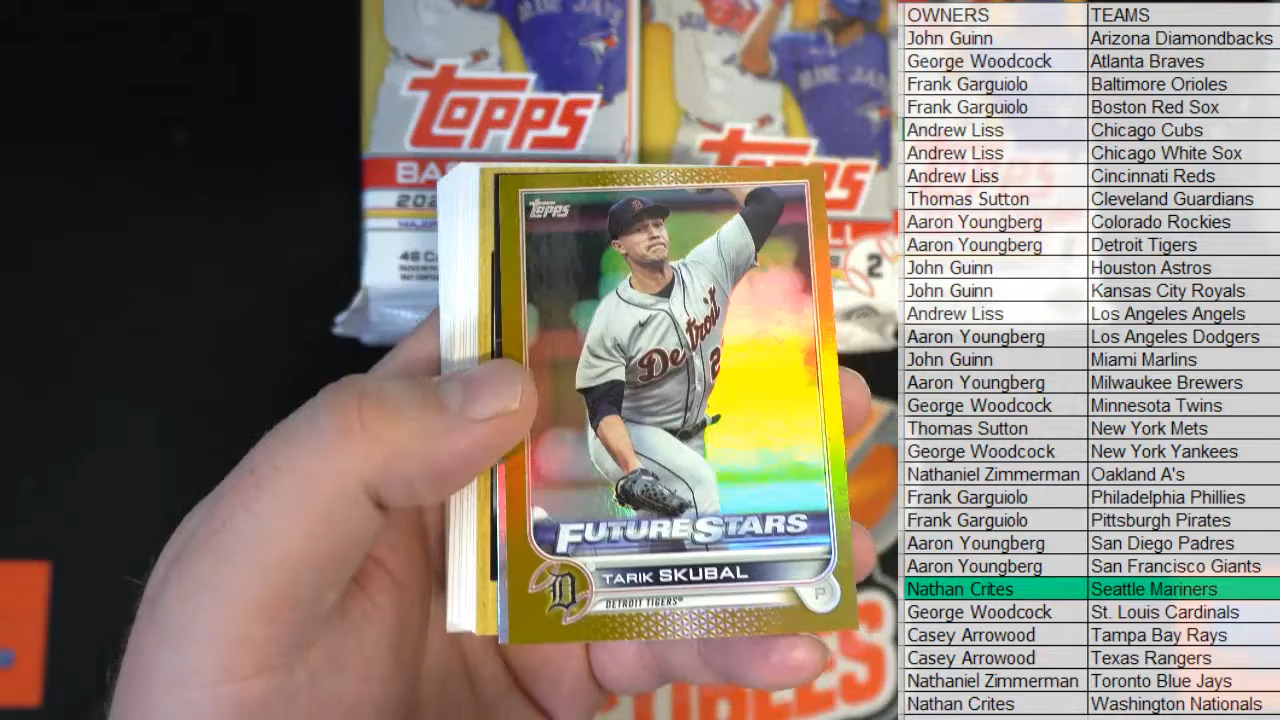 TOPPS
TOPPS
202
46 C
2
Topps
Detroit
2
FUTURE STARS
TARIK SKUBAL
DETROIT TIGERS®
P
D
OWNERS TEAMS
John Guinn Arizona Diamondbacks
George Woodcock Atlanta Braves
Frank Garguiolo Baltimore Orioles
Frank Garguiolo Boston Red Sox
Andrew Liss Chicago Cubs
Andrew Liss Chicago White Sox
Andrew Liss Cincinnati Reds
Thomas Sutton Cleveland Guardians
Aaron Youngberg Colorado Rockies
Aaron Youngberg Detroit Tigers
John Guinn Houston Astros
John Guinn Kansas City Royals
Andrew Liss Los Angeles Angels
Aaron Youngberg Los Angeles Dodgers
John Guinn Miami Marlins
Aaron Youngberg Milwaukee Brewers
George Woodcock Minnesota Twins
Thomas Sutton New York Mets
George Woodcock New York Yankees
Nathaniel Zimmerman Oakland A's
Frank Garguiolo Philadelphia Phillies
Frank Garguiolo Pittsburgh Pirates
Aaron Youngberg San Diego Padres
Aaron Youngberg San Francisco Giants
Nathan Crites Seattle Mariners
George Woodcock St. Louis Cardinals
Casey Arrowood Tampa Bay Rays
Casey Arrowood Texas Rangers
Nathaniel Zimmerman Toronto Blue Jays
Nathan Crites Washington Nationals